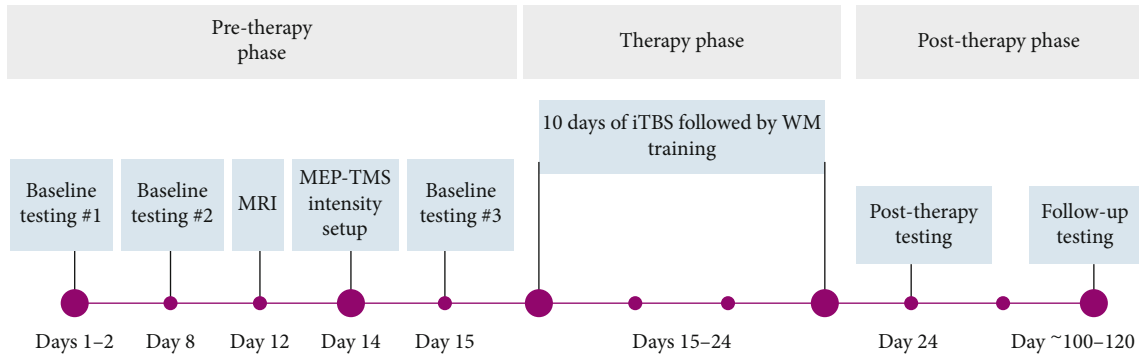 Pre-therapy
phase
Therapy phase
Post-therapy phase
10 days of iTBS followed by WM
training
Baseline
testing #1
Baseline
testing #2
MRI
MEP-TMS
intensity
setup
Baseline
testing #3
Post-therapy
testing
Follow-up
testing
Days 1–2
Day 8
Day 12
Day 14
Day 15
Days 15–24
Day 24
Day ~100–120